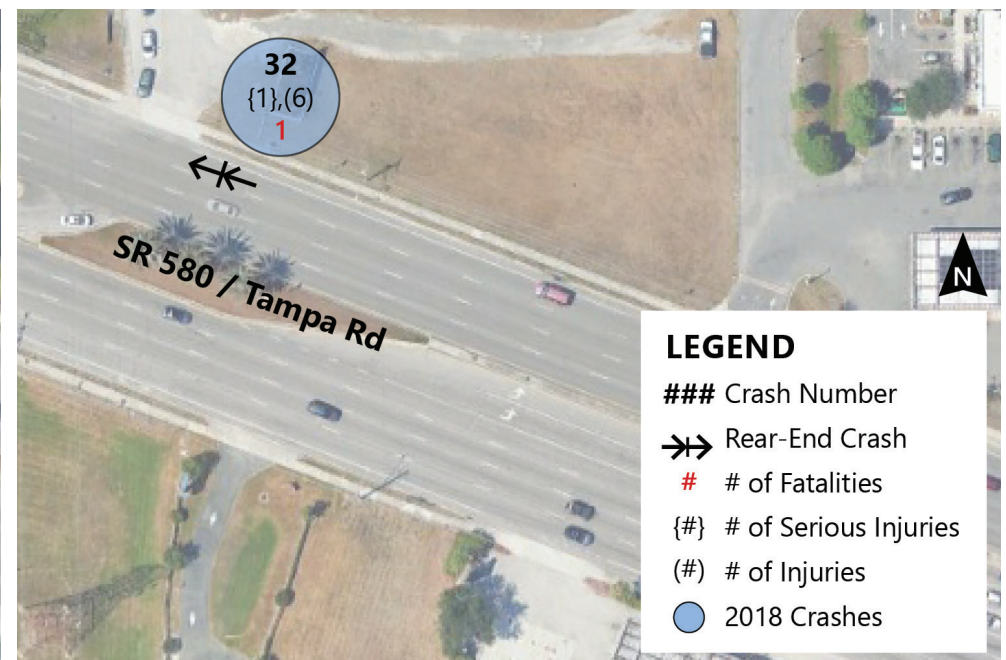 32
{1},(6)
1
SR 580 / Tampa Rd
N
LEGEND
### Crash Number
Rear-End Crash
# # of Fatalities
{#} # of Serious Injuries
(#) # of Injuries
2018 Crashes